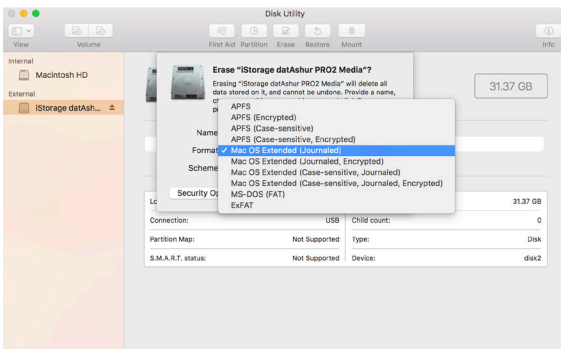 Disk Utility
View
Volume
First Aid Partition Erase Restore Mount
Info
Internal
Macintosh HD
External
iStorage datAsh...
Erase “iStorage datAshur PRO2 Media”?
Erasing “iStorage datAshur PRO2 Media” will delete all
data stored on it, and cannot be undone. Provide a name,
31.37 GB
Name
Format
Scheme
APFS
APFS (Encrypted)
APFS (Case-sensitive)
APFS (Case-sensitive, Encrypted)
✓ Mac OS Extended (Journaled)
Mac OS Extended (Journaled, Encrypted)
Mac OS Extended (Case-sensitive, Journaled)
Mac OS Extended (Case-sensitive, Journaled, Encrypted)
MS-DOS (FAT)
ExFAT
Security Op
Lo
31.37 GB
Connection: USB
Child count: 0
Partition Map: Not Supported
Type: Disk
S.M.A.R.T. status: Not Supported
Device: disk2